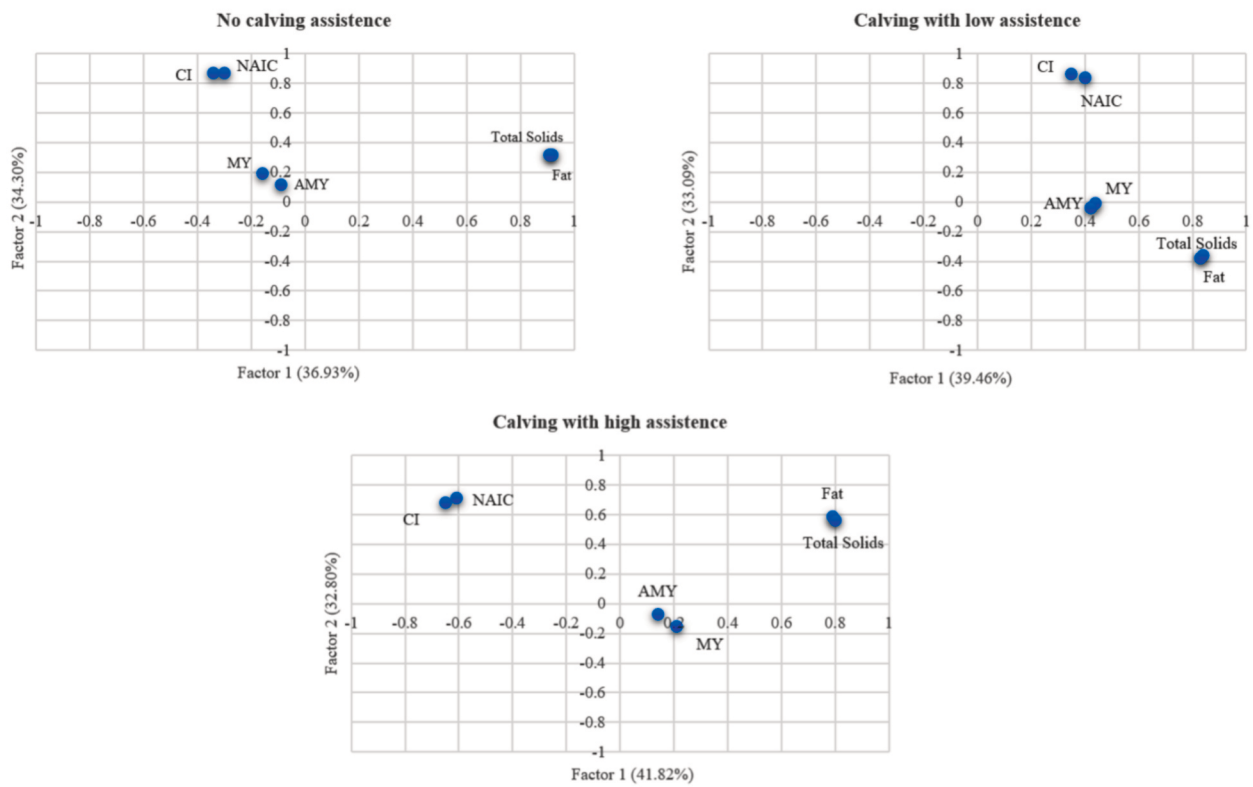 No calving assistence
1
CI
NAIC
0.8
0.6
0.4
Total Solids
MY
0.2
Fat
AMY
0
-1 -0.8 -0.6 -0.4 -0.2 0 0.2 0.4 0.6 0.8 1
-0.2
-0.4
-0.6
-0.8
-1
Factor 2 (34.30%)
Factor 1 (36.93%)
Calving with low assistence
1
CI
0.8
NAIC
0.6
0.4
0.2
MY
AMY
0
-1 -0.8 -0.6 -0.4 -0.2 0 0.2 0.4 0.6 0.8 1
-0.2
Total Solids
-0.4
Fat
-0.6
-0.8
-1
Factor 2 (33.09%)
Factor 1 (39.46%)
Calving with high assistence
1
0.8
Fat
NAIC
CI
0.6
Total Solids
0.4
0.2
AMY
0
-1 -0.8 -0.6 -0.4 -0.2 0 0.2 0.4 0.6 0.8 1
-0.2
MY
-0.4
-0.6
-0.8
-1
Factor 2 (32.80%)
Factor 1 (41.82%)